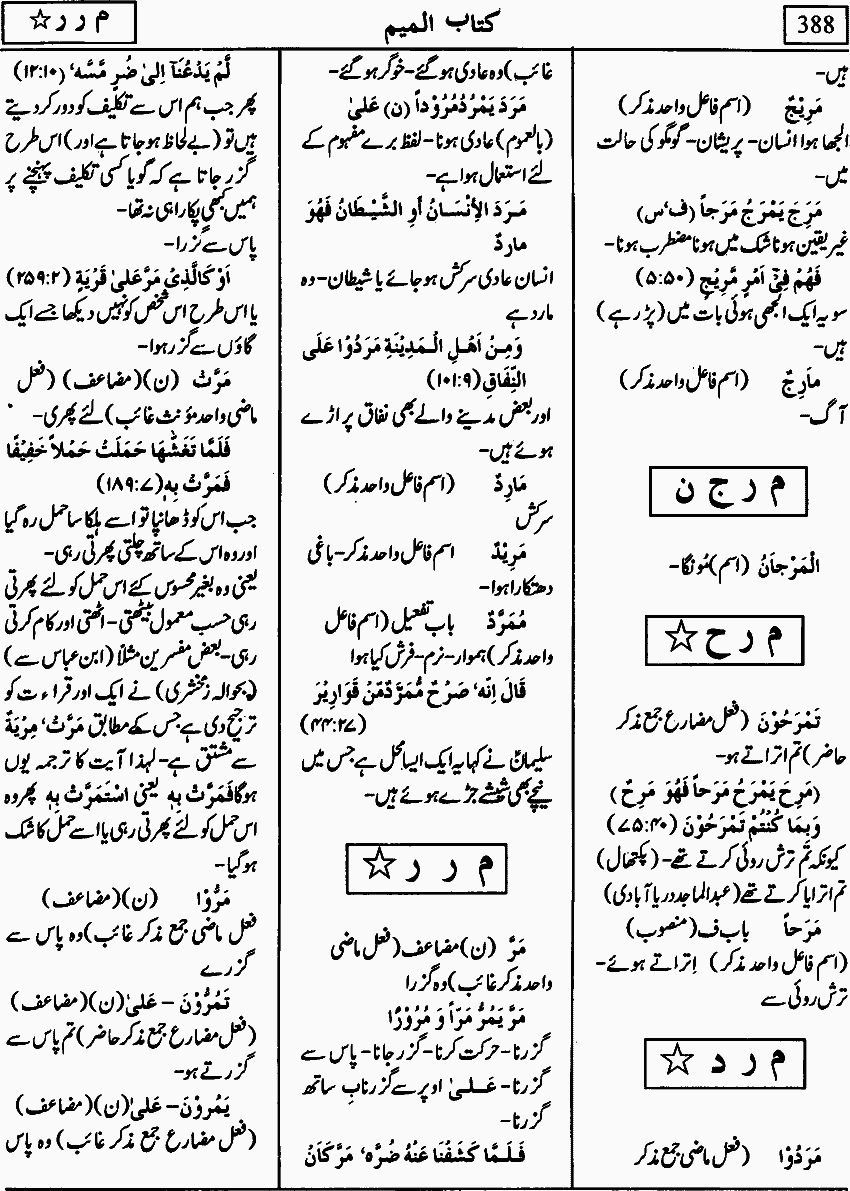 388
کتاب المیم
م ر ر ☆
ہیں۔
مَرِیْجٌ (اسم فاعل واحد مذکر)
الجھا ہوا انسان۔ پریشان۔ گومگو کی حالت
میں۔
مَرَجَ یَمْرَجُ مَرَجاً (ف‘س)
غیر یقین ہونا شک میں ہونا مضطرب ہونا۔
فَهُم فِیْٓ اَمْرٍ مَّرِیْجٍ (۵:۵۰)
سو یہ ایک الجھی ہوئی بات میں (پڑ رہے)
ہیں۔
مآرِجٌ (اسم فاعل واحد مذکر)
آگ۔
م ر ج ن
الْمَرْجَانُ (اسم) مُونگا۔
م ر ح ☆
تَمْرَحُوْنَ (فعل مضارع جمع مذکر
حاضر) تم اتراتے ہو۔
(مَرِحَ یَمْرَحُ مَرَحاً فَهُوَ مَرِحٌ)
وَبِمَا کُنْتُمْ تَمْرَحُوْنَ (۷۵:۴۰)
کیونکہ تم ترش روئی کرتے تھے۔ (پکتھال)
تم اترایا کرتے تھے (عبدالماجد دریا آبادی)
مَرَحاً باب ف (منصوب)
(اسم فاعل واحد مذکر) اِتراتے ہوئے۔
ترش روئی سے
م ر د ☆
مَرَدُوْا (فعل ماضی جمع مذکر
غائب) وہ عادی ہوگئے۔ خوگر ہوگئے۔
مَرَدَ یَمْرُدُ مُرُوْداً (ن) عَلیٰ
(بالعموم) عادی ہونا۔ لفظ برے مفہوم کے
لئے استعمال ہوا ہے۔
مَرَدَ الْاِنْسَانُ أَوِ الشَّیْطَانُ فَهُوَ
ماردٌ
انسان عادی سرکش ہوجائے یا شیطان۔ وہ
مارد ہے
وَمِنْ اَهْلِ الْمَدِیْنَةِ مَرَدُوْا عَلَی
النِّفَاقِ (۱۰۱:۹)
اور بعض مدینے والے بھی نفاق پر اڑے
ہوئے ہیں۔
مَارِدٌ (اسم فاعل واحد مذکر)
سرکش
مَرِیْدٌ اسم فاعل واحد مذکر۔ باغی
دھتکارا ہوا۔
مُمَرَّدٌ باب تفعیل (اسم فاعل
واحد مذکر) ہموار۔ نرم۔ فرش کیا ہوا
قَالَ اِنَّه‘ صَرْحٌ مُّمَرَّدٌ مِّنْ قَوَارِیْرَ
(۴۴:۲۷)
سلیمانؑ نے کہا یہ ایک ایسا محل ہے جس میں
نیچے بھی شیشے جڑے ہوئے ہیں۔
م ر ر ☆
مَرَّ (ن) مضاعف (فعل ماضی
واحد مذکر غائب) وہ گزرا
مَرَّ یَمُرُّ مَرّاً وَ مُرُوْرًا
گزرنا۔ حرکت کرنا۔ گزر جانا۔ پاس سے
گزرنا۔ عَلیٰ اوپر سے گزرنا بِ ساتھ
گزرنا۔
فَلَمَّا کَشَفْنَا عَنْهُ ضُرَّہ‘ مَرَّکَانْ
لَّمْ یَدْعُنَآ اِلیٰ ضُرٍّ مَّسَّه‘ (۱۲:۱۰)
پھر جب ہم اس سے تکلیف کو دور کردیتے
ہیں تو (بے لحاظ ہو جاتا ہے اور) اس طرح
گزر جاتا ہے کہ گویا کسی تکلیف پہنچنے پر
ہمیں کبھی پکارا ہی نہ تھا۔
پاس سے گزرا۔
اَوْ کَالَّذِیْ مَرَّ عَلیٰ قَرْیَةٍ (۲۵۹:۲)
یا اس طرح اس شخص کو نہیں دیکھا جسے ایک
گاؤں سے گزر ہوا۔
مَرَّتْ (ن) (مضاعف) (فعل
ماضی واحد مؤنث غائب) لئے پھری۔
فَلَمَّا تَغَشّٰهَا حَمَلَتْ حَمْلاً خَفِیْفًا
فَمَرَّتْ بِهٖ (۱۸۹:۷)
جب اس کو ڈھانپا تو اسے ہلکا سا حمل رہ گیا
اور وہ اس کے ساتھ چلتی پھرتی رہی۔
یعنی وہ بغیر محسوس کئے اس حمل کو لئے پھرتی
رہی حسب معمول بیٹھتی۔ اٹھتی اور کام کرتی
رہی۔ بعض مفسرین مثلاً (ابن عباس سے)
(بحوالہ زمخشری) نے ایک اور قراءت کو
ترجیح دی ہے جس کے مطابق مَرَّتْ‘ مِرْیَةٌ
سے مشتق ہے۔ لہٰذا آیت کا ترجمہ یوں
ہوگا فَمَرَّتْ بِهٖ یعنی اسْتَمَرَّتْ بِهٖ پھر وہ
اس حمل کو لئے پھرتی رہی یا اسے حمل کا شک
ہوگیا۔
مَرُّوْا (ن) (مضاعف)
فعل ماضی جمع مذکر غائب) وہ پاس سے
گزرے
تَمُرُّوْنَ ۔ عَلیٰ (ن) (مضاعف)
(فعل مضارع جمع مذکر حاضر) تم پاس سے
گزرتے ہو۔
یَمُرُوْنَ۔ عَلیٰ (ن) (مضاعف)
(فعل مضارع جمع مذکر غائب) وہ پاس